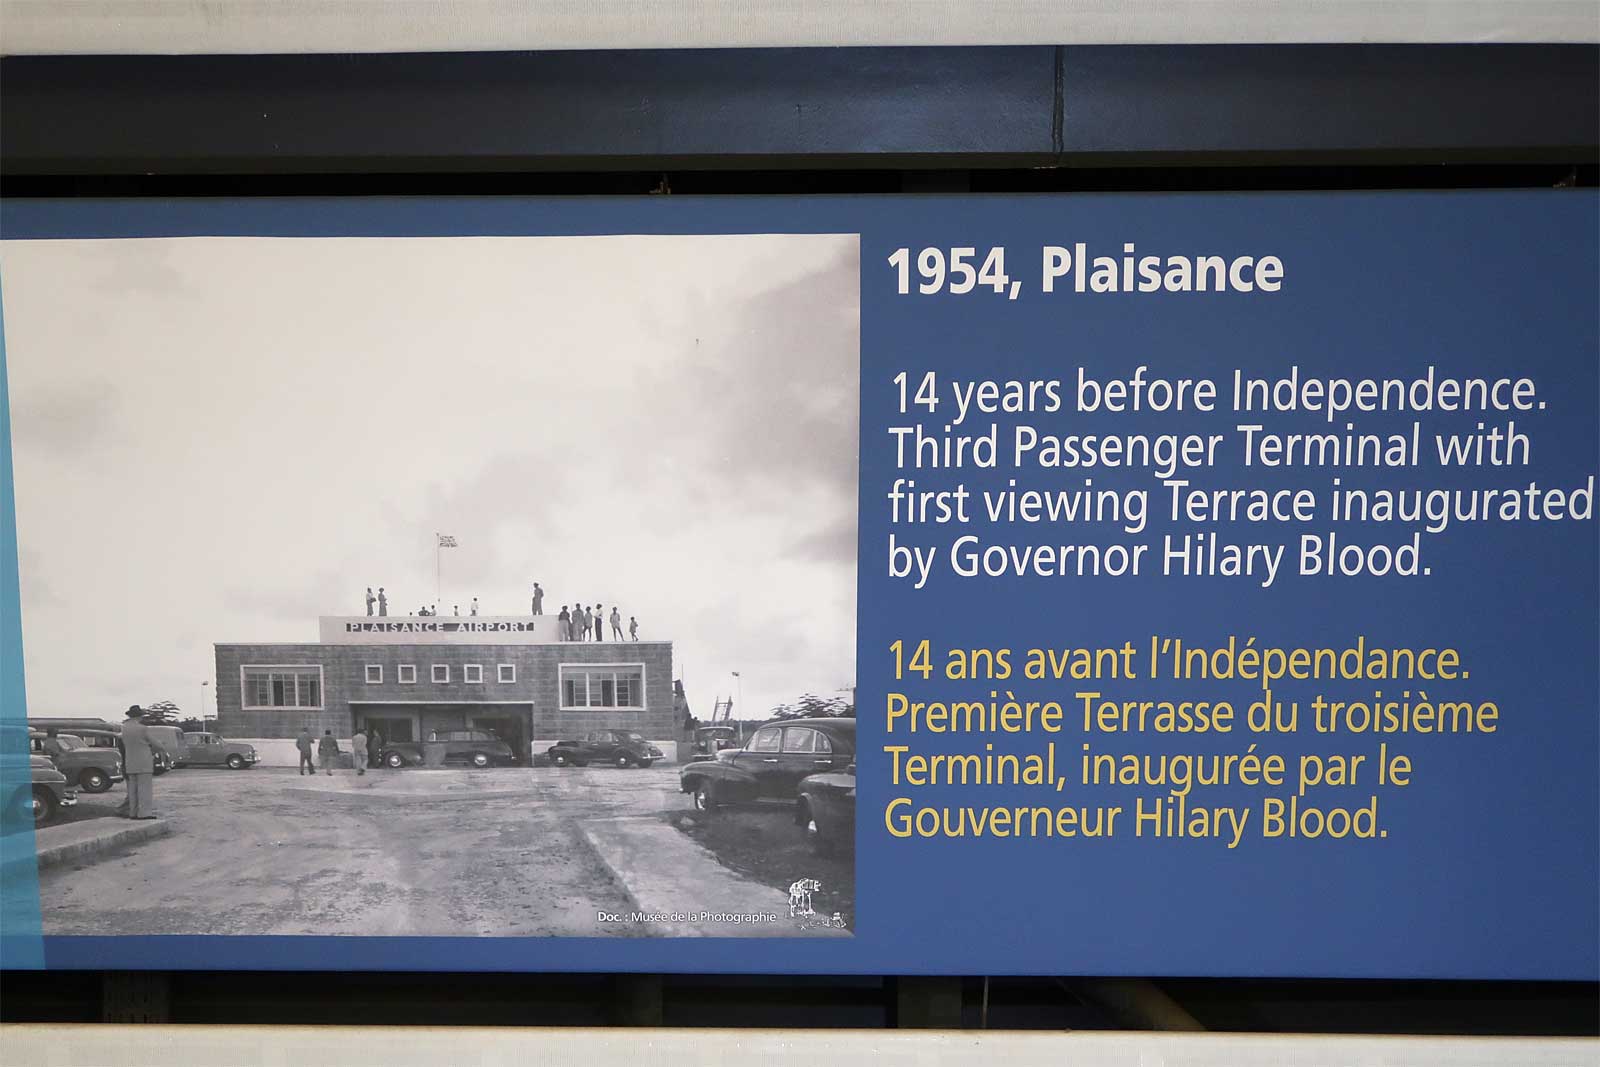 PLAISANCE AIRPORT
Doc. : Musée de la Photographie
1954, Plaisance
14 years before Independence.
Third Passenger Terminal with
first viewing Terrace inaugurated
by Governor Hilary Blood.
14 ans avant l'Indépendance.
Première Terrasse du troisième
Terminal, inaugurée par le
Gouverneur Hilary Blood.